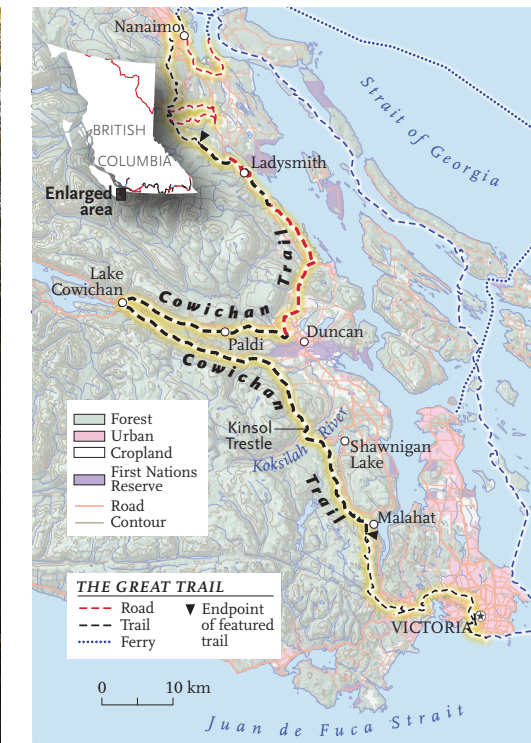 Nanaimo
Strait of Georgia
BRITISH
COLUMBIA
Enlarged
area
Ladysmith
Cowichan Trail
Lake
Cowichan
Paldi
Duncan
Cowichan
Trail
Kinsol
Trestle
Koksilah River
Shawnigan
Lake
Malahat
VICTORIA
Forest
Urban
Cropland
First Nations
Reserve
Road
Contour
THE GREAT TRAIL
Road
Trail
Ferry
Endpoint
of featured
trail
0 10 km
Juan de Fuca Strait